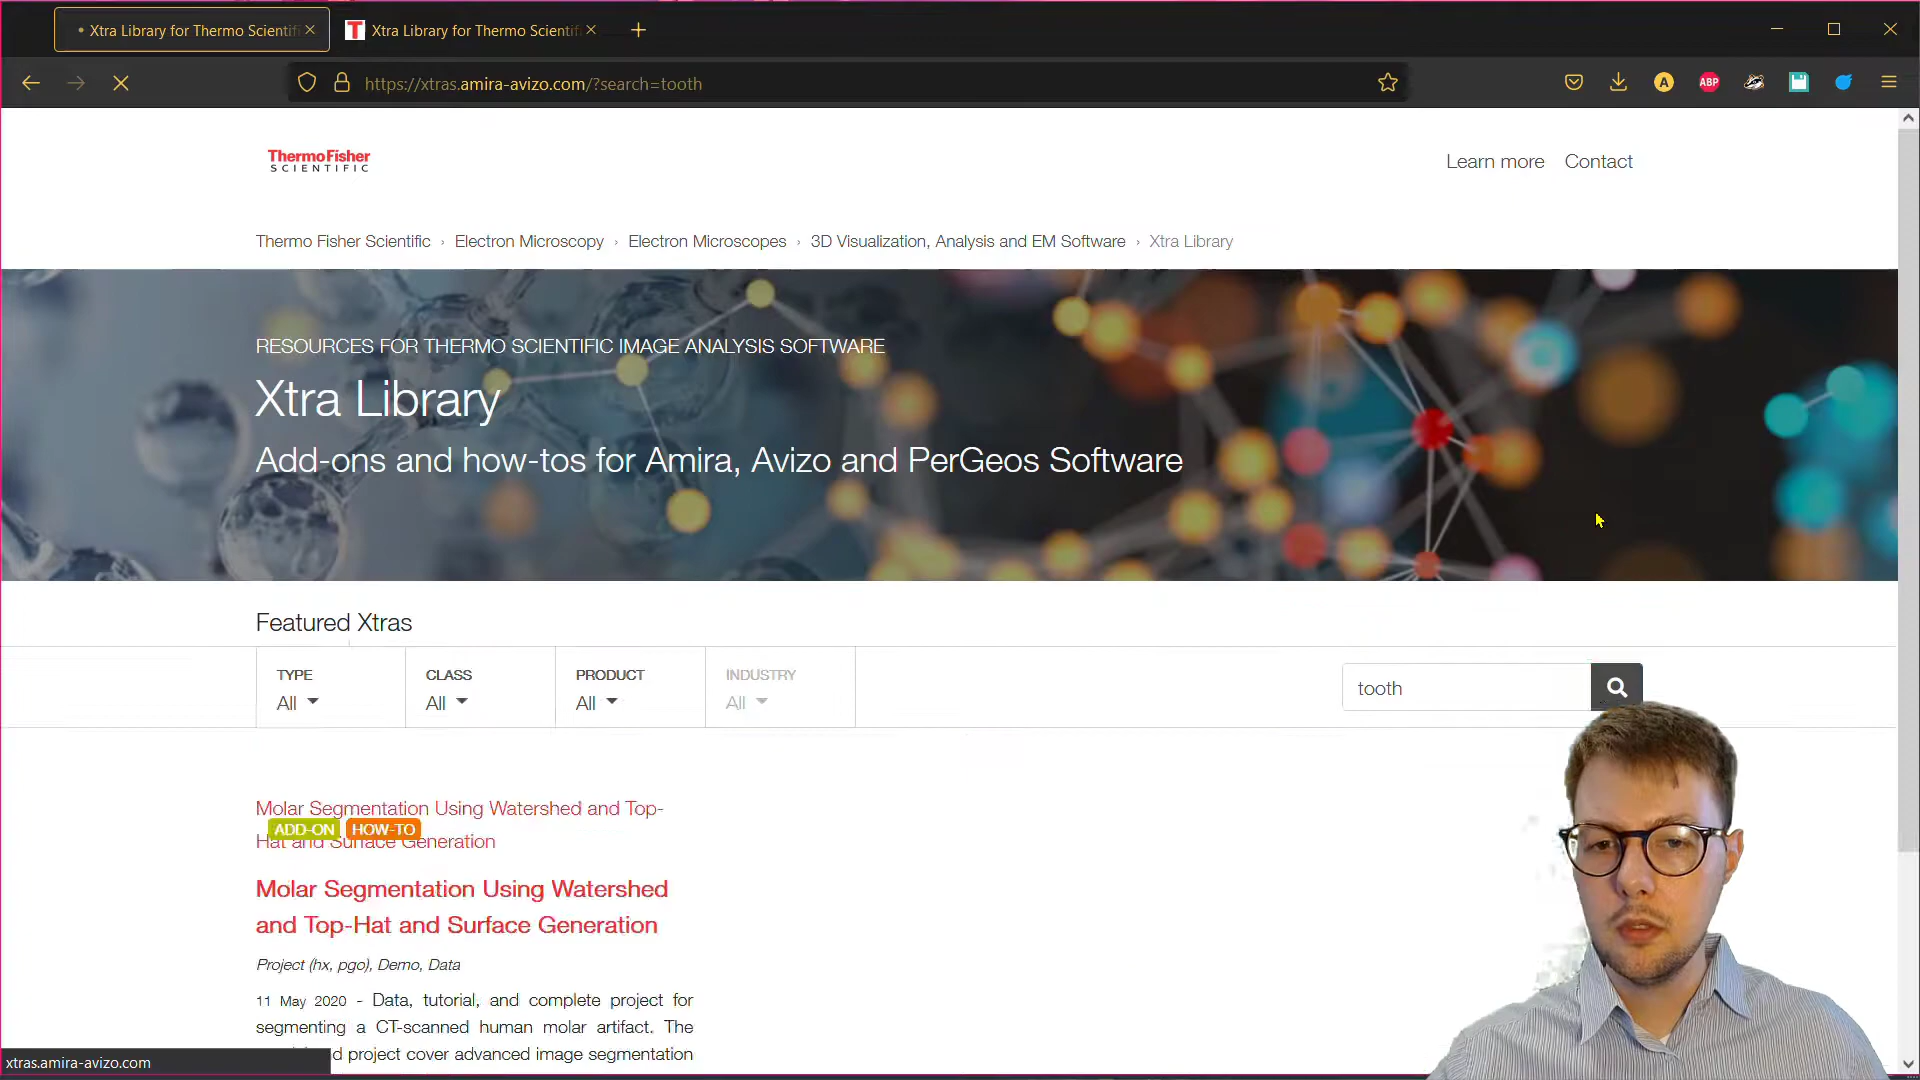 Xtra Library for Thermo Scientifi
Xtra Library for Thermo Scientif
https://xtras.amira-avizo.com/?search=tooth
A
ABP
ThermoFisher
SCIENTIFIC
Learn more
Contact
Thermo Fisher Scientific › Electron Microscopy › Electron Microscopes › 3D Visualization, Analysis and EM Software › Xtra Library
RESOURCES FOR THERMO SCIENTIFIC IMAGE ANALYSIS SOFTWARE
Xtra Library
Add-ons and how-tos for Amira, Avizo and PerGeos Software
Featured Xtras
TYPE
All
CLASS
All
PRODUCT
All
INDUSTRY
All
tooth
Molar Segmentation Using Watershed and Top-
ADD-ON HOW-TO
Hat and Surface Generation
Molar Segmentation Using Watershed
and Top-Hat and Surface Generation
Project (hx, pgo), Demo, Data
11 May 2020 - Data, tutorial, and complete project for
segmenting a CT-scanned human molar artifact. The
project cover advanced image segmentation
xtras.amira-avizo.com